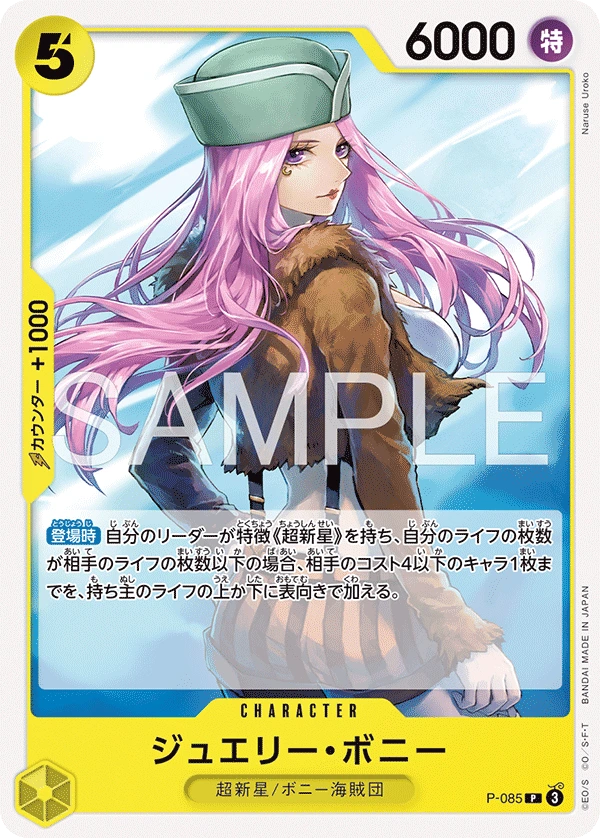 5
6000 特
Naruse Uroko
カウンター +1000
SAMPLE
登場時 自分のリーダーが特徴《超新星》を持ち、自分のライフの枚数
が相手のライフの枚数以下の場合、相手のコスト4以下のキャラ1枚ま
でを、持ち主のライフの上か下に表向きで加える。
CHARACTER
ジュエリー・ボニー
超新星/ボニー海賊団
P-085 P 3
©E.O/S ©O/S・F・T BANDAI MADE IN JAPAN